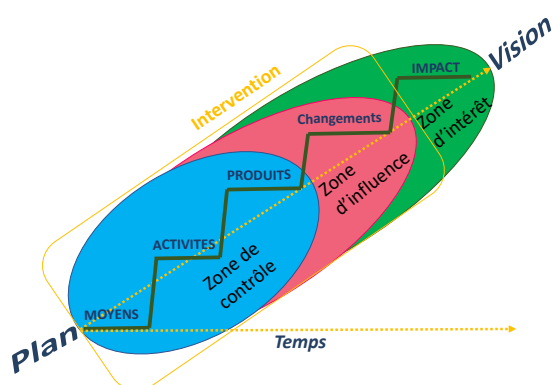 Vision
IMPACT
Intervention
Zone
d'intérêt
Changements
Zone
d'influence
PRODUITS
ACTIVITES
Zone de
contrôle
MOYENS
Plan
Temps